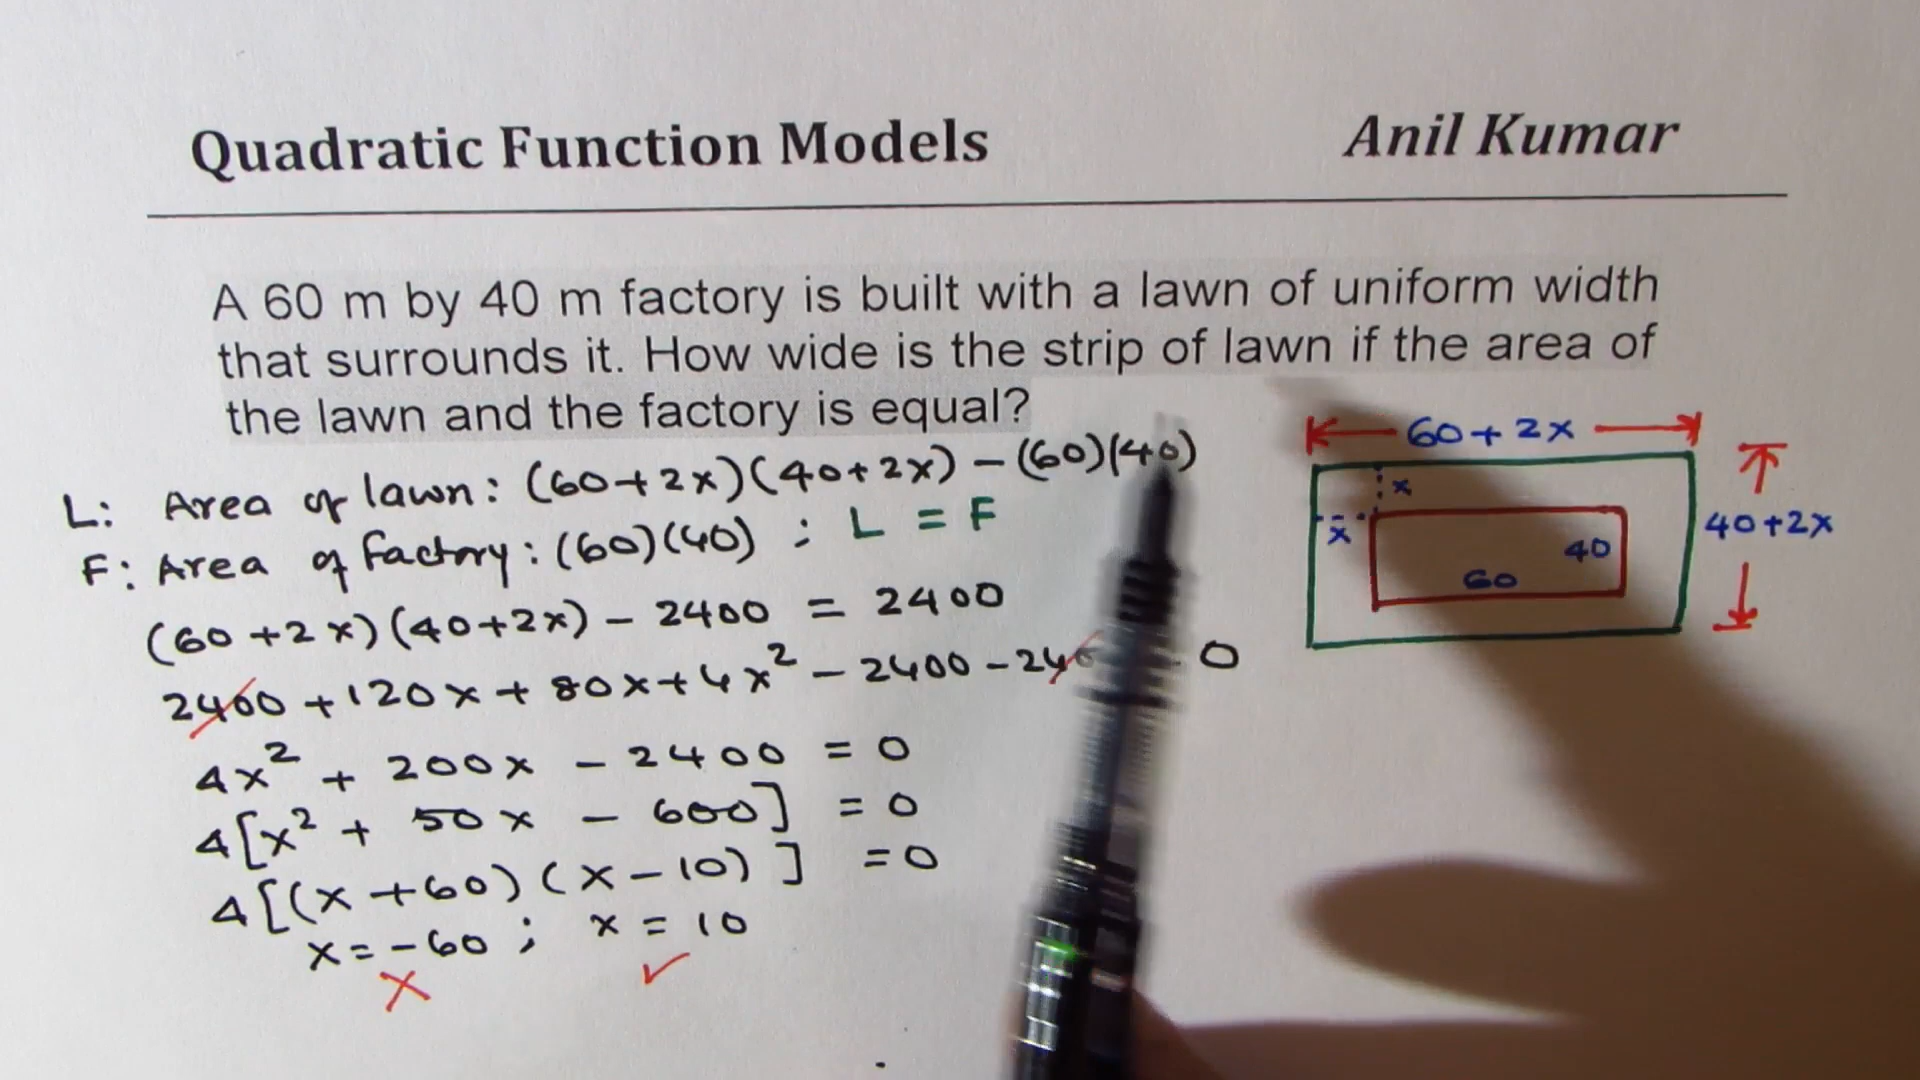 Quadratic Function Models
Anil Kumar
A 60 m by 40 m factory is built with a lawn of uniform width
that surrounds it. How wide is the strip of lawn if the area of
the lawn and the factory is equal?
L: Area of lawn: (60+2x)(40+2x) - (60)(40)
F: Area of factory: (60)(40) ; L = F
(60+2x)(40+2x) - 2400 = 2400
2400 + 120x + 80x + 4x² - 2400 - 24 0
4x² + 200x - 2400 = 0
4[x² + 50x - 600] = 0
4[(x+60)(x-10)] = 0
x = -60 ; x = 10
60+2x
x
x
40
60
40+2x